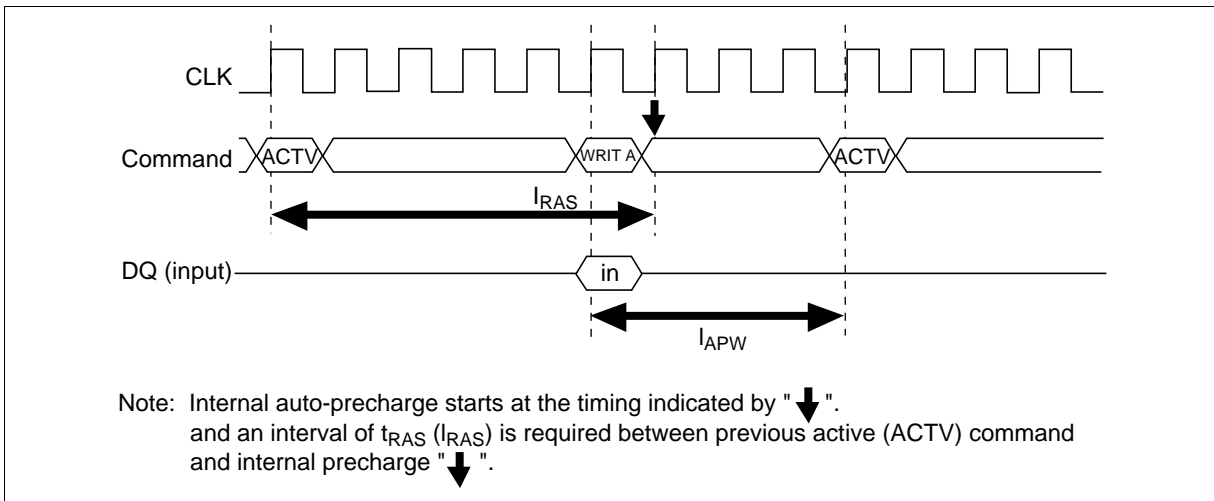 CLK
Command ACTV WRIT A ACTV
lRAS
DQ (input) in
lAPW
Note: Internal auto-precharge starts at the timing indicated by " ".
and an interval of tRAS (lRAS) is required between previous active (ACTV) command
and internal precharge " ".